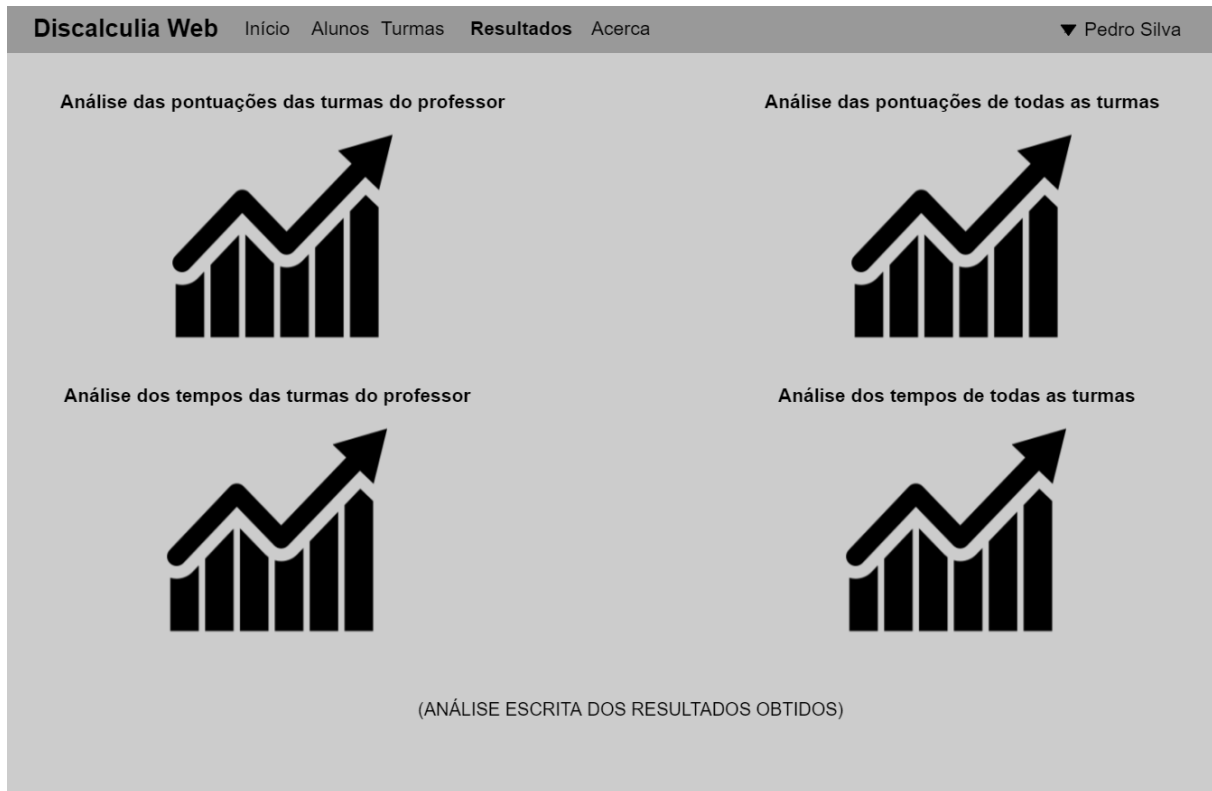 Discalculia Web Início Alunos Turmas Resultados Acerca ▼ Pedro Silva
Análise das pontuações das turmas do professor
Análise das pontuações de todas as turmas
Análise dos tempos das turmas do professor
Análise dos tempos de todas as turmas
(ANÁLISE ESCRITA DOS RESULTADOS OBTIDOS)